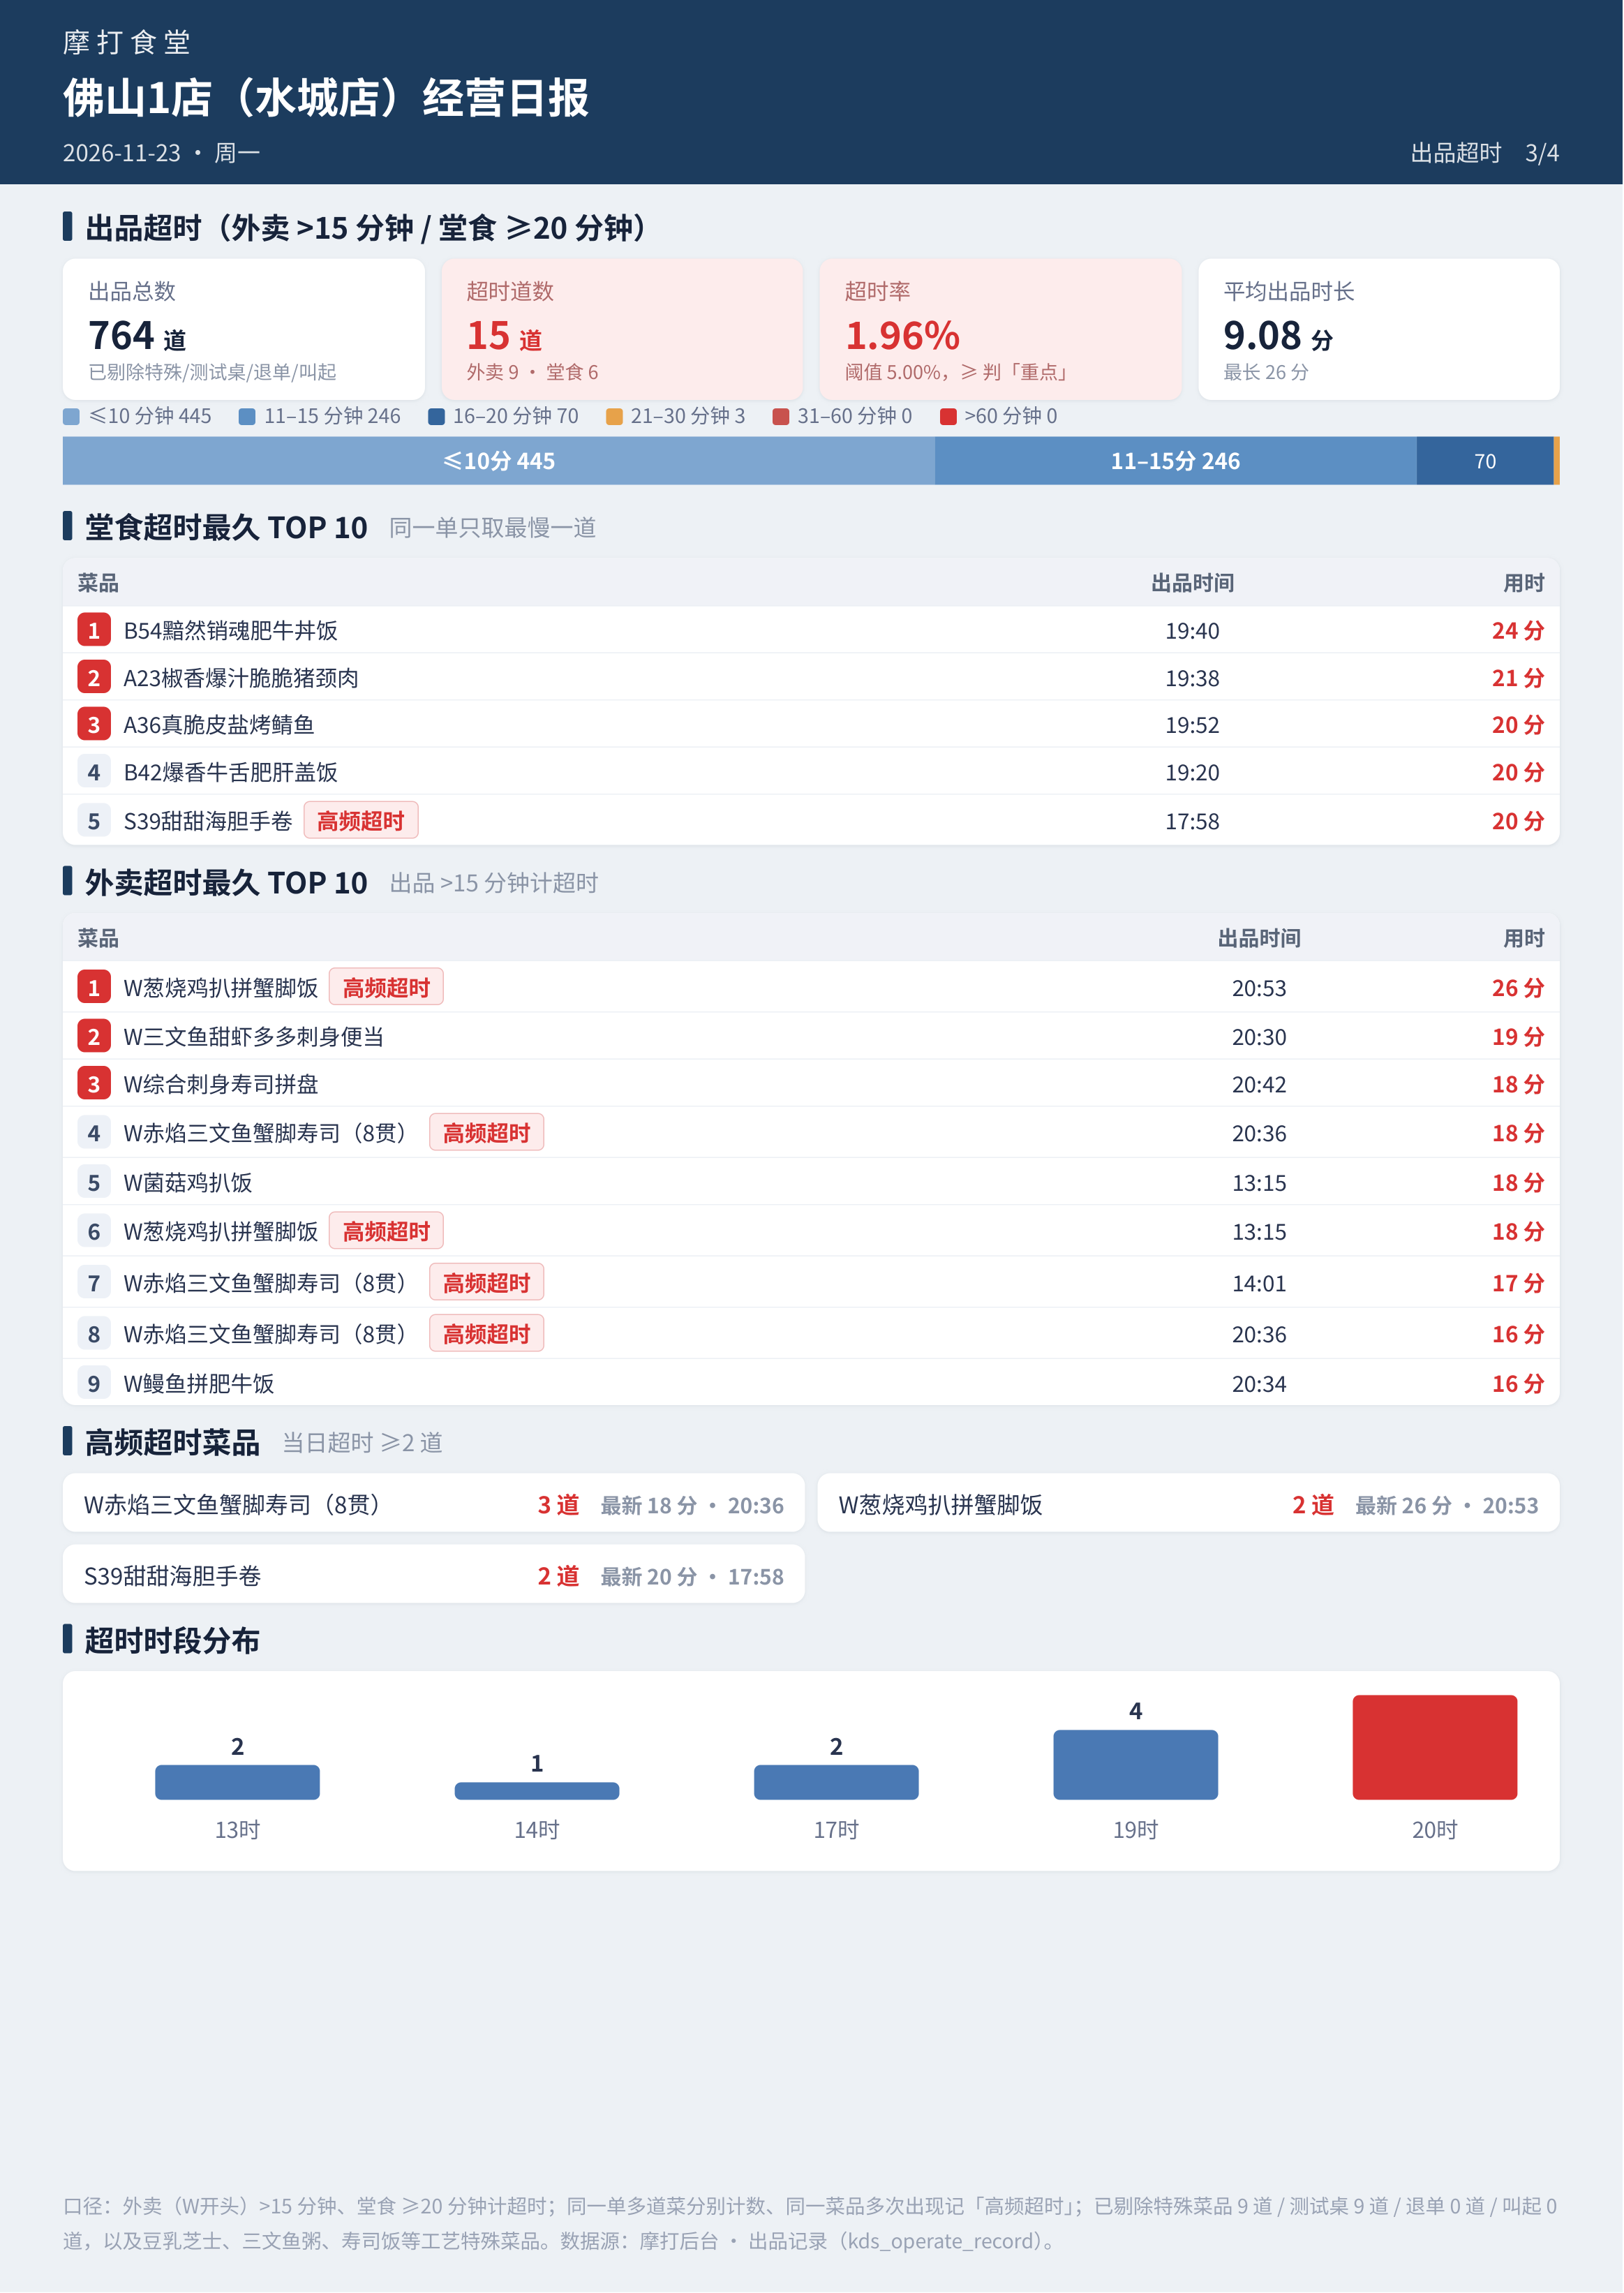 摩打食堂
佛山1店（水城店）经营日报
2026-11-23 · 周一
出品超时 3/4
出品超时（外卖 >15 分钟 / 堂食 ≥20 分钟）
出品总数
764 道
已剔除特殊/测试桌/退单/叫起
超时道数
15 道
外卖 9 · 堂食 6
超时率
1.96%
阈值 5.00%，≥ 判「重点」
平均出品时长
9.08 分
最长 26 分
≤10 分钟 445 11–15 分钟 246 16–20 分钟 70 21–30 分钟 3 31–60 分钟 0 >60 分钟 0
≤10分 445 11–15分 246 70
堂食超时最久 TOP 10 同一单只取最慢一道
菜品 出品时间 用时
1 B54黯然销魂肥牛丼饭 19:40 24 分
2 A23椒香爆汁脆脆猪颈肉 19:38 21 分
3 A36真脆皮盐烤鲭鱼 19:52 20 分
4 B42爆香牛舌肥肝盖饭 19:20 20 分
5 S39甜甜海胆手卷 高频超时 17:58 20 分
外卖超时最久 TOP 10 出品 >15 分钟计超时
菜品 出品时间 用时
1 W葱烧鸡扒拼蟹脚饭 高频超时 20:53 26 分
2 W三文鱼甜虾多多刺身便当 20:30 19 分
3 W综合刺身寿司拼盘 20:42 18 分
4 W赤焰三文鱼蟹脚寿司（8贯） 高频超时 20:36 18 分
5 W菌菇鸡扒饭 13:15 18 分
6 W葱烧鸡扒拼蟹脚饭 高频超时 13:15 18 分
7 W赤焰三文鱼蟹脚寿司（8贯） 高频超时 14:01 17 分
8 W赤焰三文鱼蟹脚寿司（8贯） 高频超时 20:36 16 分
9 W鳗鱼拼肥牛饭 20:34 16 分
高频超时菜品 当日超时 ≥2 道
W赤焰三文鱼蟹脚寿司（8贯） 3 道 最新 18 分 · 20:36
W葱烧鸡扒拼蟹脚饭 2 道 最新 26 分 · 20:53
S39甜甜海胆手卷 2 道 最新 20 分 · 17:58
超时时段分布
2 1 2 4
13时 14时 17时 19时 20时
口径：外卖（W开头）>15 分钟、堂食 ≥20 分钟计超时；同一单多道菜分别计数、同一菜品多次出现记「高频超时」；已剔除特殊菜品 9 道 / 测试桌 9 道 / 退单 0 道 / 叫起 0
道，以及豆乳芝士、三文鱼粥、寿司饭等工艺特殊菜品。数据源：摩打后台 · 出品记录（kds_operate_record）。